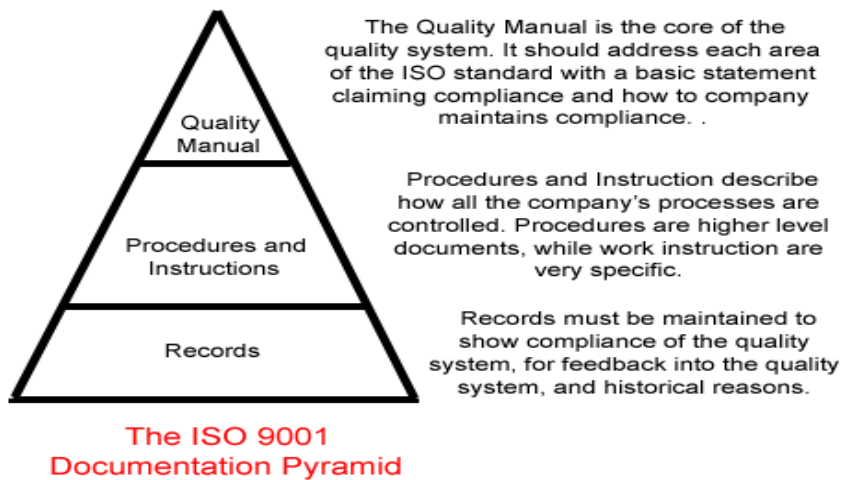 The Quality Manual is the core of the
quality system. It should address each area
of the ISO standard with a basic statement
claiming compliance and how to company
maintains compliance. .
Quality
Manual
Procedures and Instruction describe
how all the company's processes are
controlled. Procedures are higher level
documents, while work instruction are
very specific.
Procedures and
Instructions
Records must be maintained to
show compliance of the quality
system, for feedback into the quality
system, and historical reasons.
Records
The ISO 9001
Documentation Pyramid